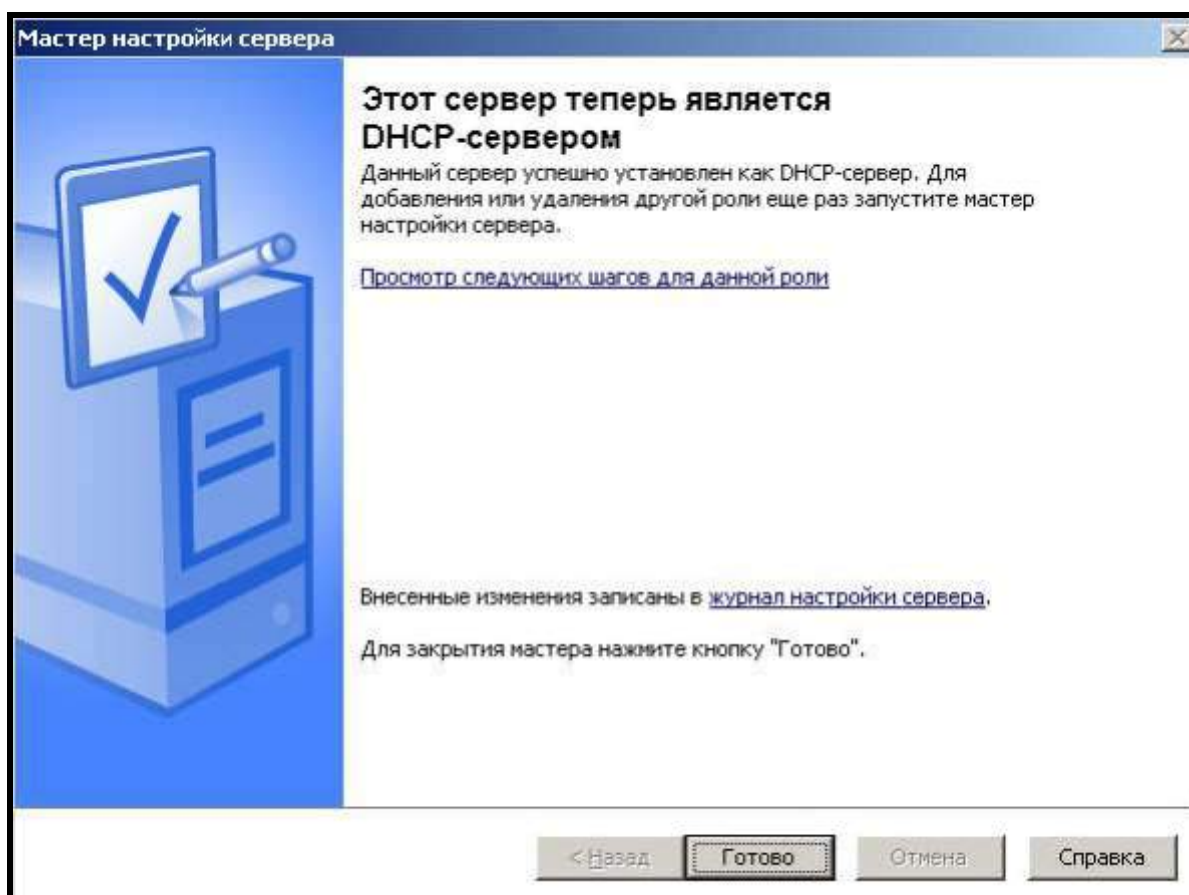 Мастер настройки сервера
Этот сервер теперь является
DHCP-сервером
Данный сервер успешно установлен как DHCP-сервер. Для
добавления или удаления другой роли еще раз запустите мастер
настройки сервера.
Просмотр следующих шагов для данной роли
Внесенные изменения записаны в журнал настройки сервера.
Для закрытия мастера нажмите кнопку "Готово".
< Назад
Готово
Отмена
Справка